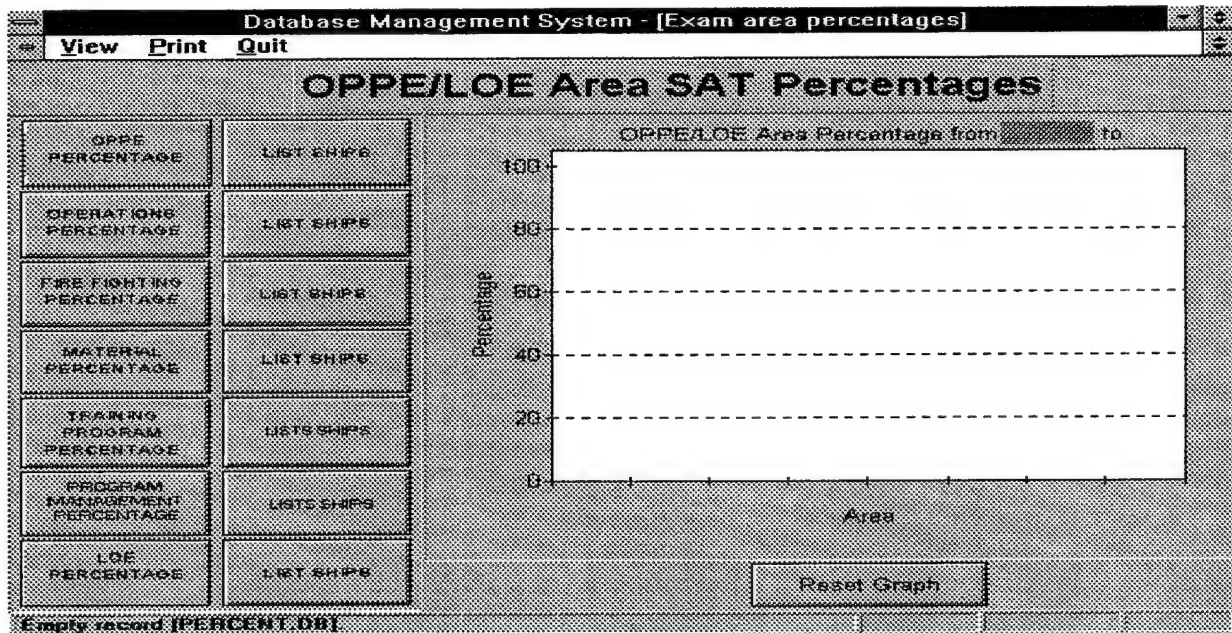 Database Management System - [Exam area percentages]
View Print Quit
OPPE/LOE Area SAT Percentages
OPPE
PERCENTAGE
LIST SHIPS
OPERATIONS
PERCENTAGE
LIST SHIPS
FIRE FIGHTING
PERCENTAGE
LIST SHIPS
MATERIAL
PERCENTAGE
LIST SHIPS
TRAINING
PROGRAM
PERCENTAGE
LISTS SHIPS
PROGRAM
MANAGEMENT
PERCENTAGE
LISTS SHIPS
LOE
PERCENTAGE
LIST SHIPS
OPPE/LOE Area Percentage from to
100
80
60
40
20
0
Percentage
Area
Reset Graph
Empty record [PERCENT.DB]